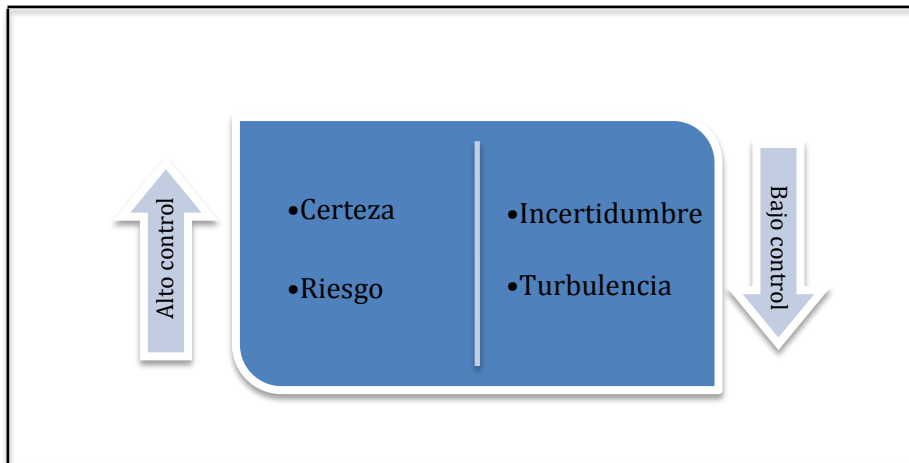 Alto control
•Certeza
•Riesgo
•Incertidumbre
•Turbulencia
Bajo control